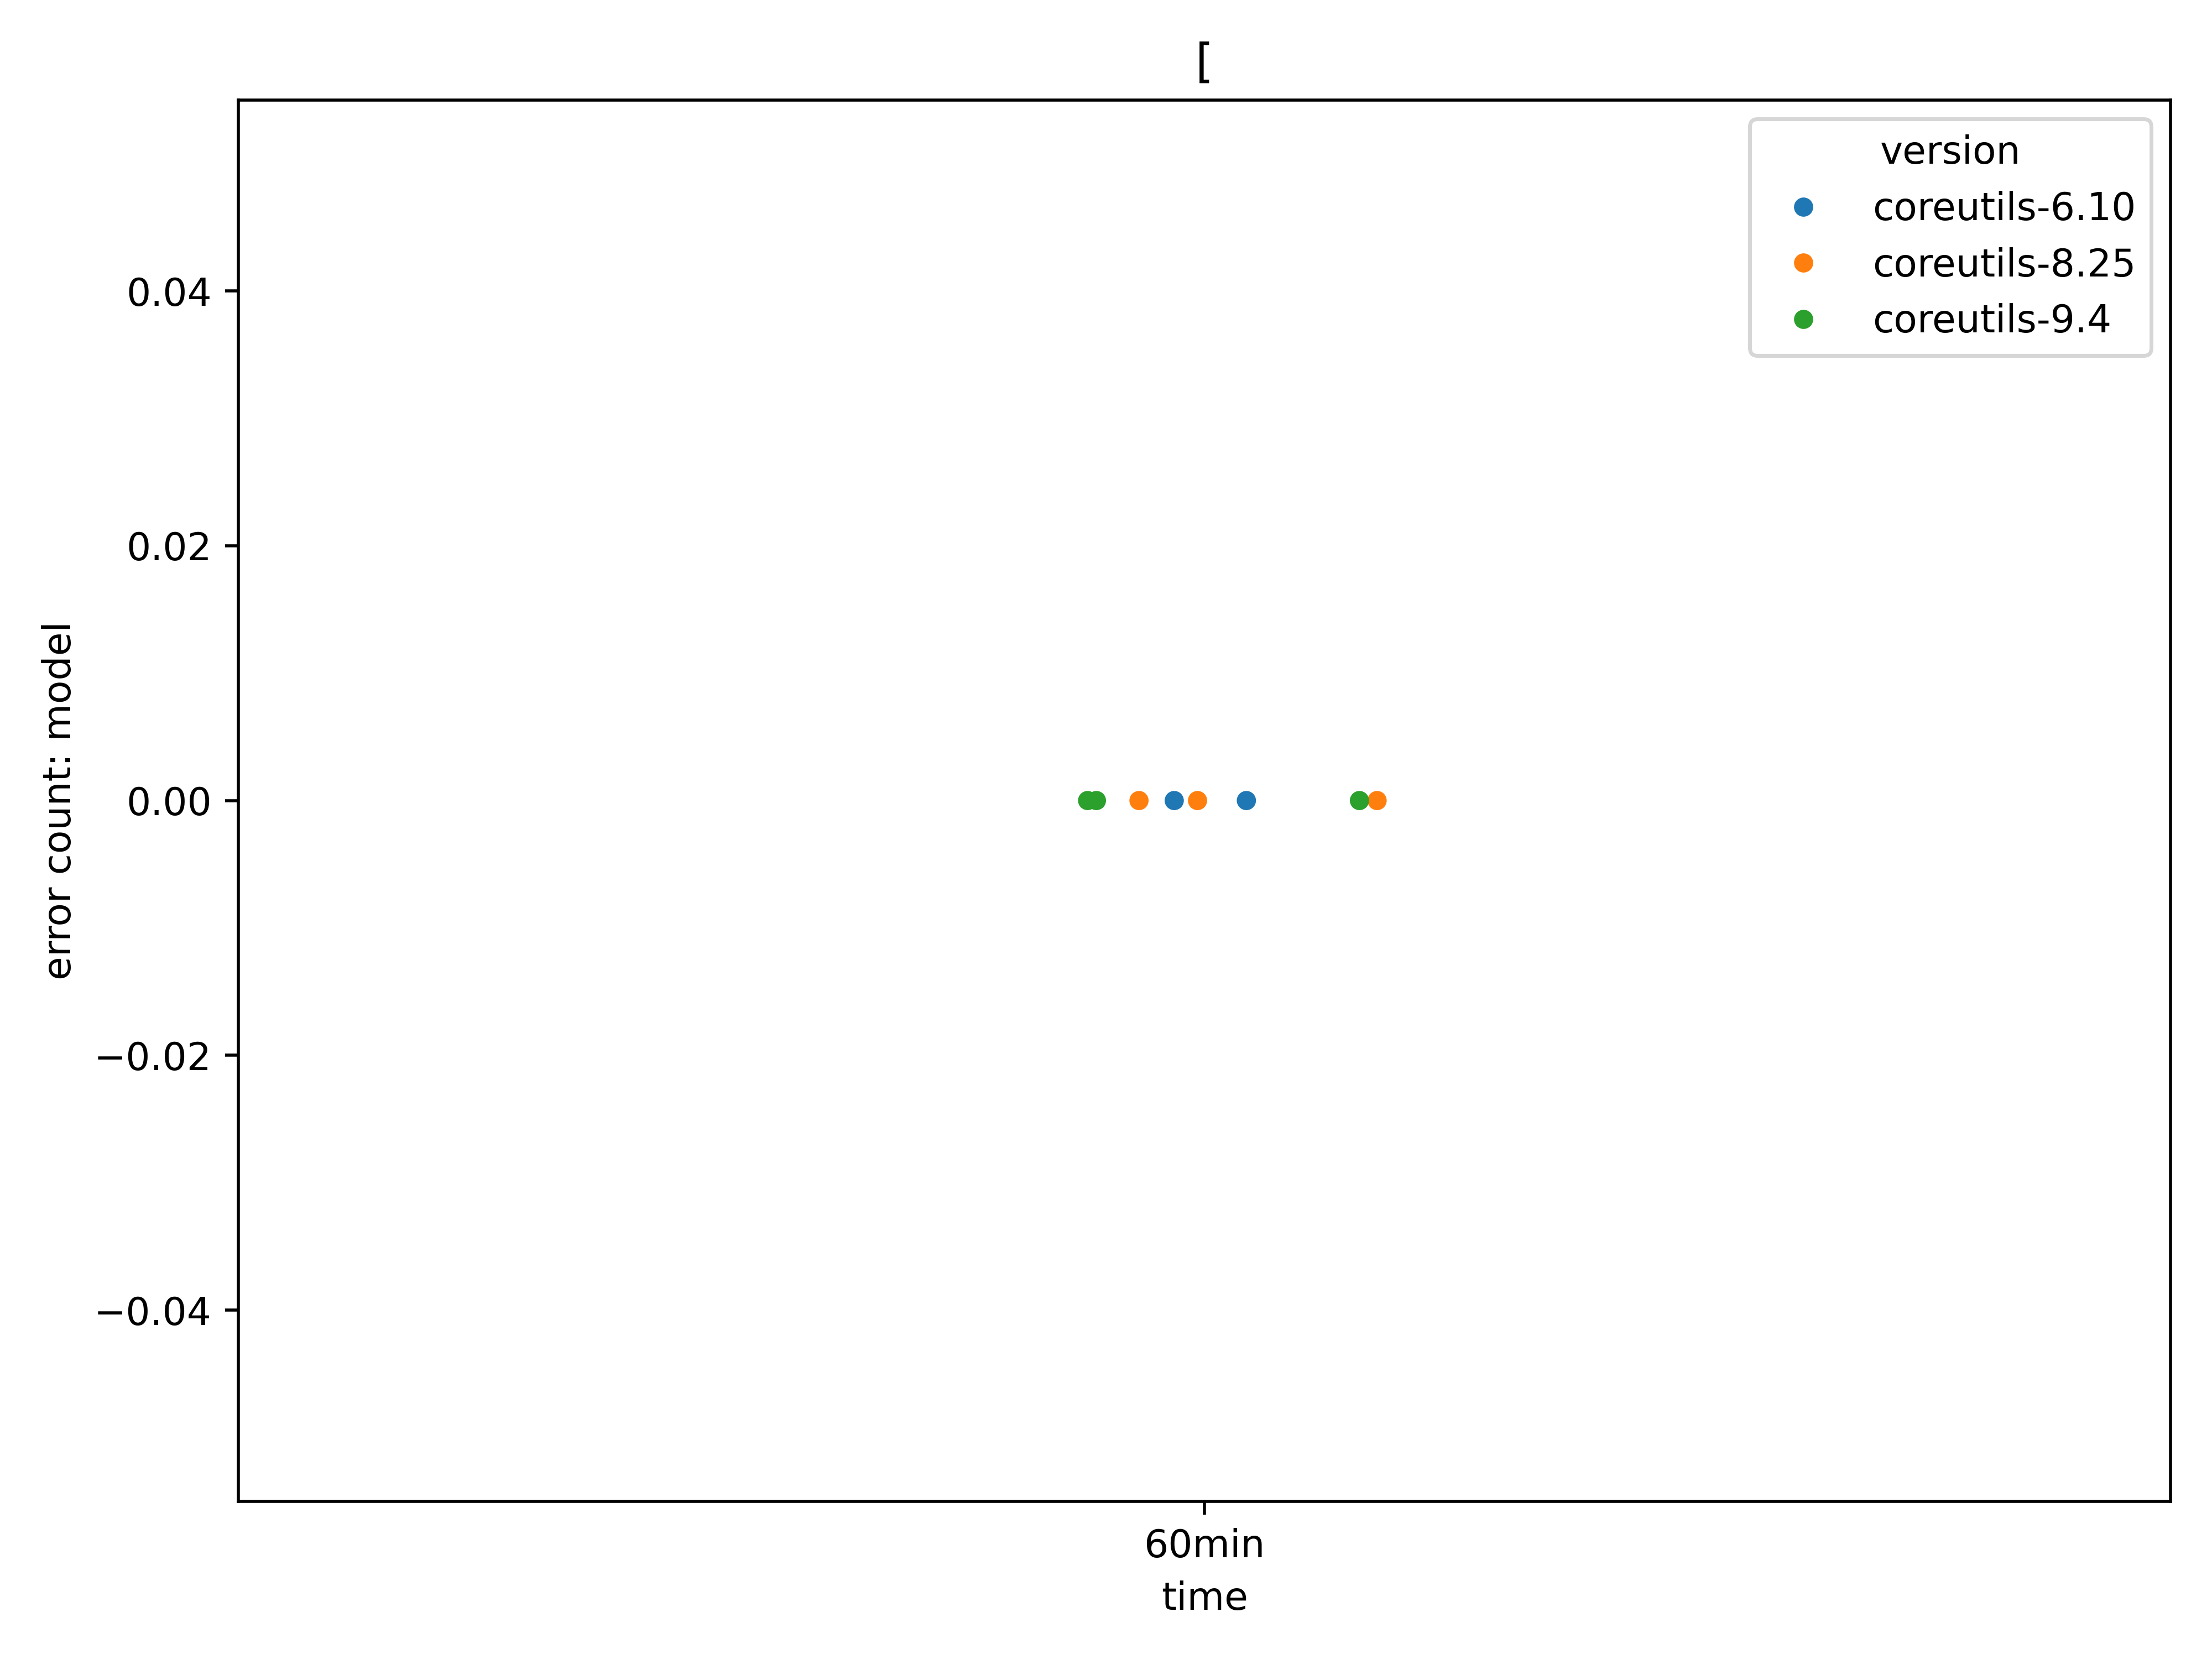 [
version
coreutils-6.10
coreutils-8.25
coreutils-9.4
0.04
0.02
0.00
−0.02
−0.04
error count: model
60min
time